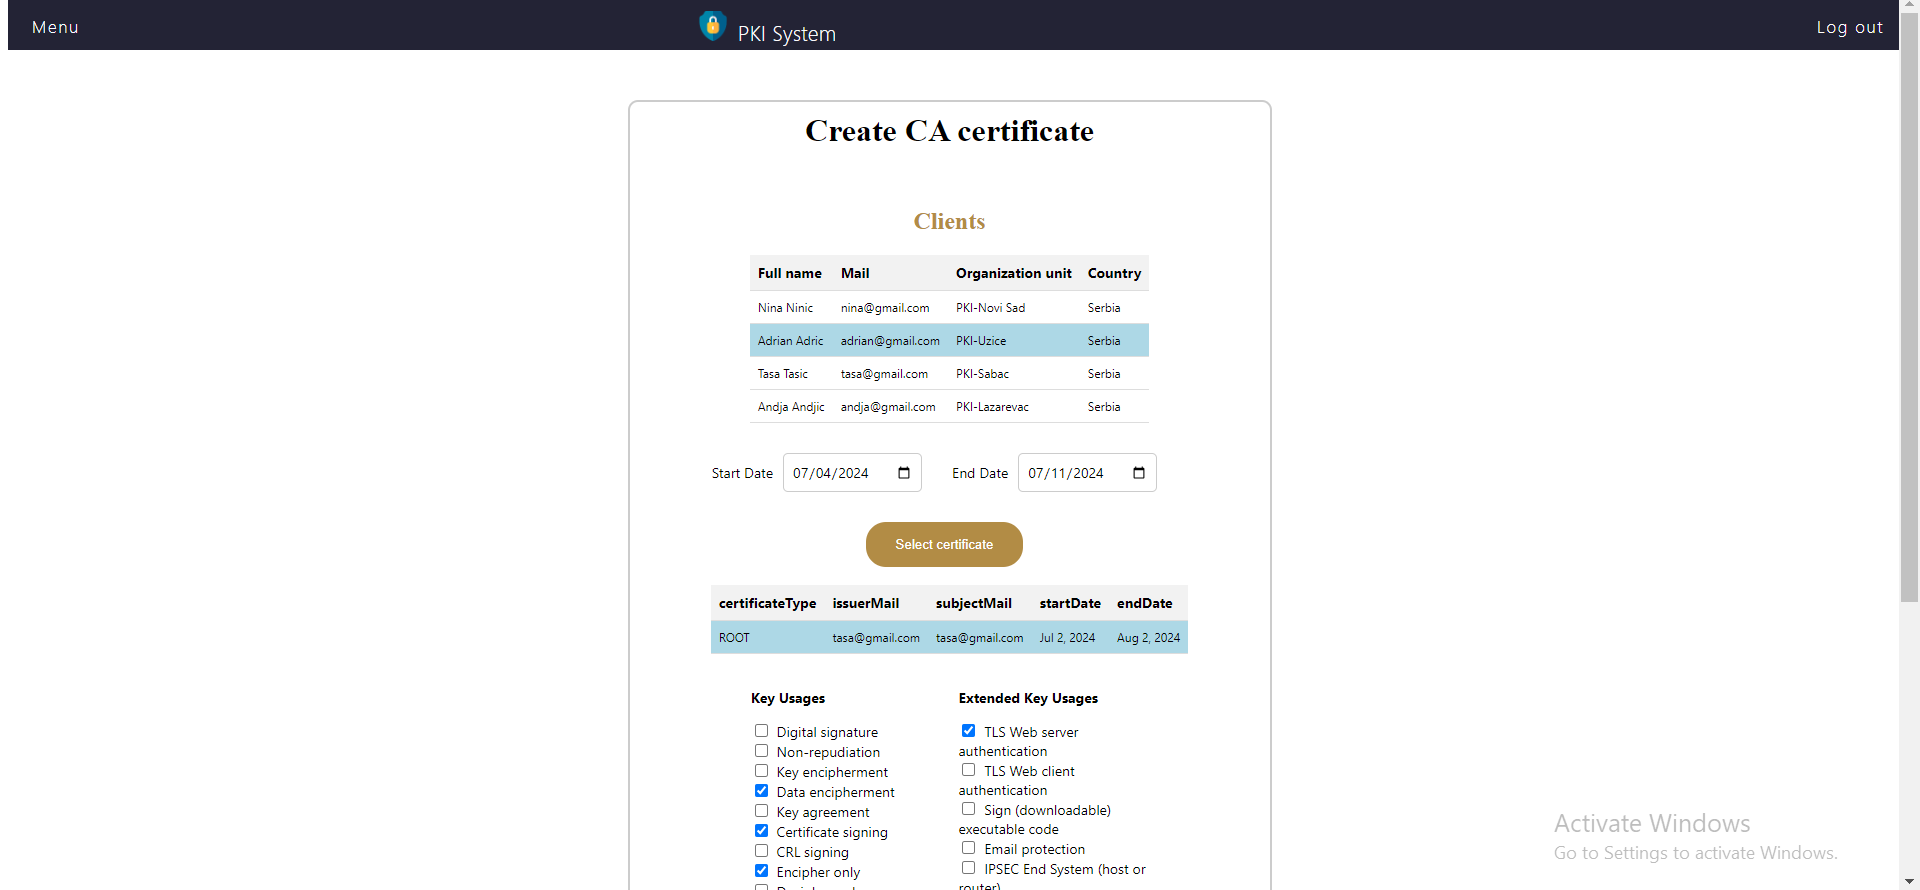 Menu
PKI System
Log out
Create CA certificate
Clients
Full name Mail Organization unit Country
Nina Ninic nina@gmail.com PKI-Novi Sad Serbia
Adrian Adric adrian@gmail.com PKI-Uzice Serbia
Tasa Tasic tasa@gmail.com PKI-Sabac Serbia
Andja Andjic andja@gmail.com PKI-Lazarevac Serbia
Start Date 07/04/2024 End Date 07/11/2024
Select certificate
certificateType issuerMail subjectMail startDate endDate
ROOT tasa@gmail.com tasa@gmail.com Jul 2, 2024 Aug 2, 2024
Key Usages
Digital signature
Non-repudiation
Key encipherment
Data encipherment
Key agreement
Certificate signing
CRL signing
Encipher only
Extended Key Usages
TLS Web server
authentication
TLS Web client
authentication
Sign (downloadable)
executable code
Email protection
IPSEC End System (host or
router)
Activate Windows
Go to Settings to activate Windows.